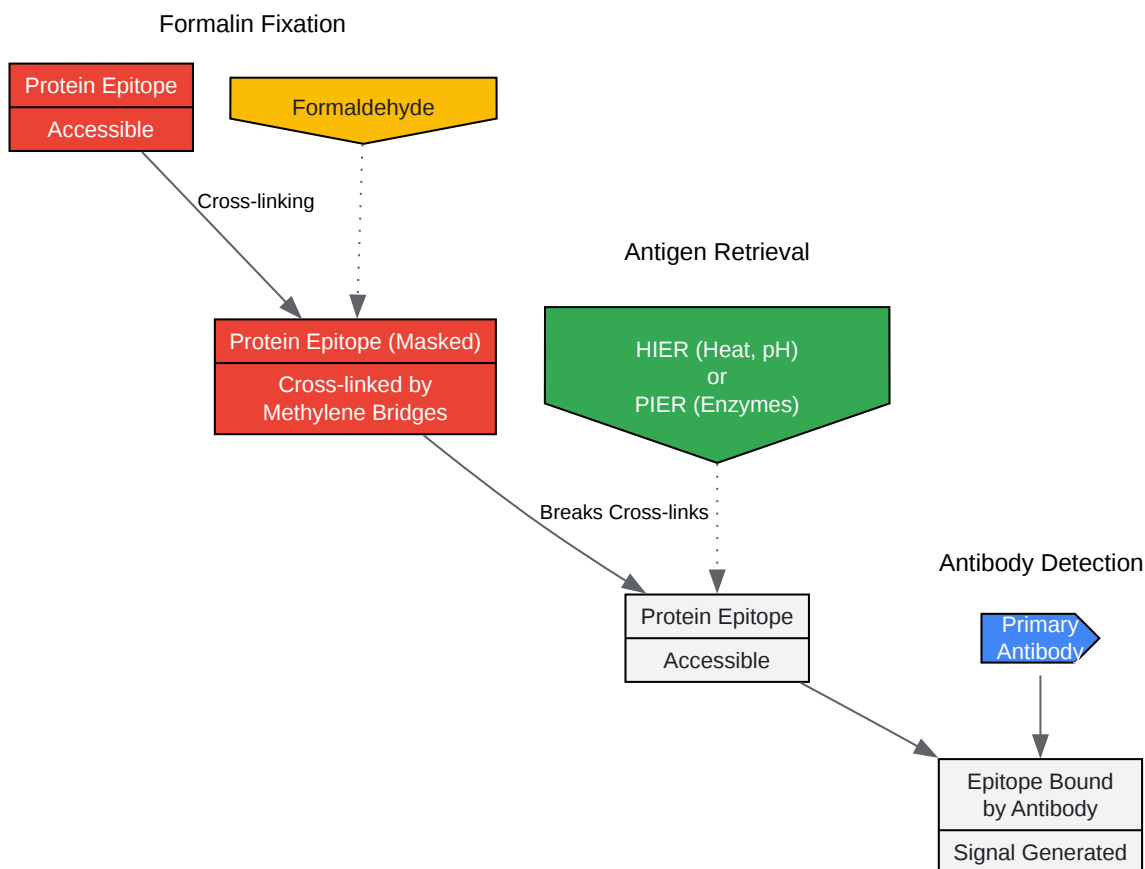 Formalin Fixation
Protein Epitope
Accessible
Formaldehyde
Cross-linking
Antigen Retrieval
Protein Epitope (Masked)
Cross-linked by
Methylene Bridges
HIER (Heat, pH)
or
PIER (Enzymes)
Breaks Cross-links
Antibody Detection
Protein Epitope
Accessible
Primary
Antibody
Epitope Bound
by Antibody
Signal Generated